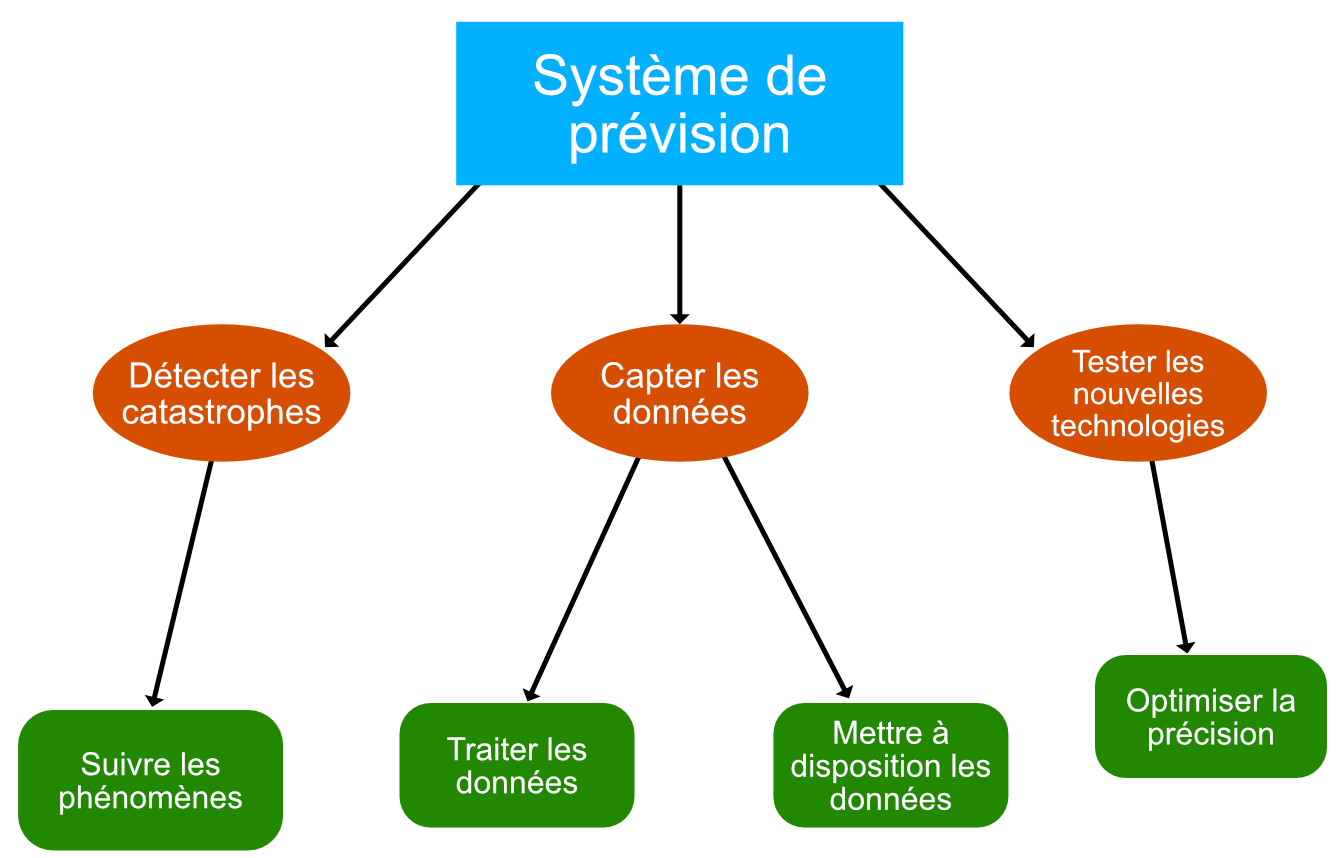 Système de
prévision
Détecter les
catastrophes
Capter les
données
Tester les
nouvelles
technologies
Suivre les
phénomènes
Traiter les
données
Mettre à
disposition les
données
Optimiser la
précision